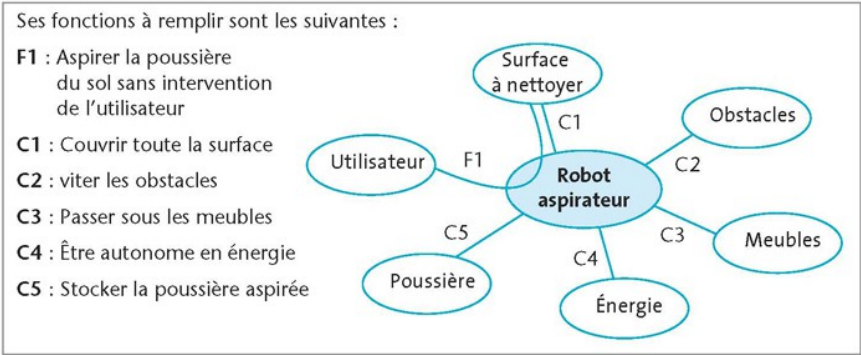 Ses fonctions à remplir sont les suivantes :
F1 : Aspirer la poussière
du sol sans intervention
de l'utilisateur
C1 : Couvrir toute la surface
C2 : viter les obstacles
C3 : Passer sous les meubles
C4 : Être autonome en énergie
C5 : Stocker la poussière aspirée
Surface
à nettoyer
C1
Obstacles
C2
Utilisateur
F1
Robot
aspirateur
C3
Meubles
C5
C4
Poussière
Énergie